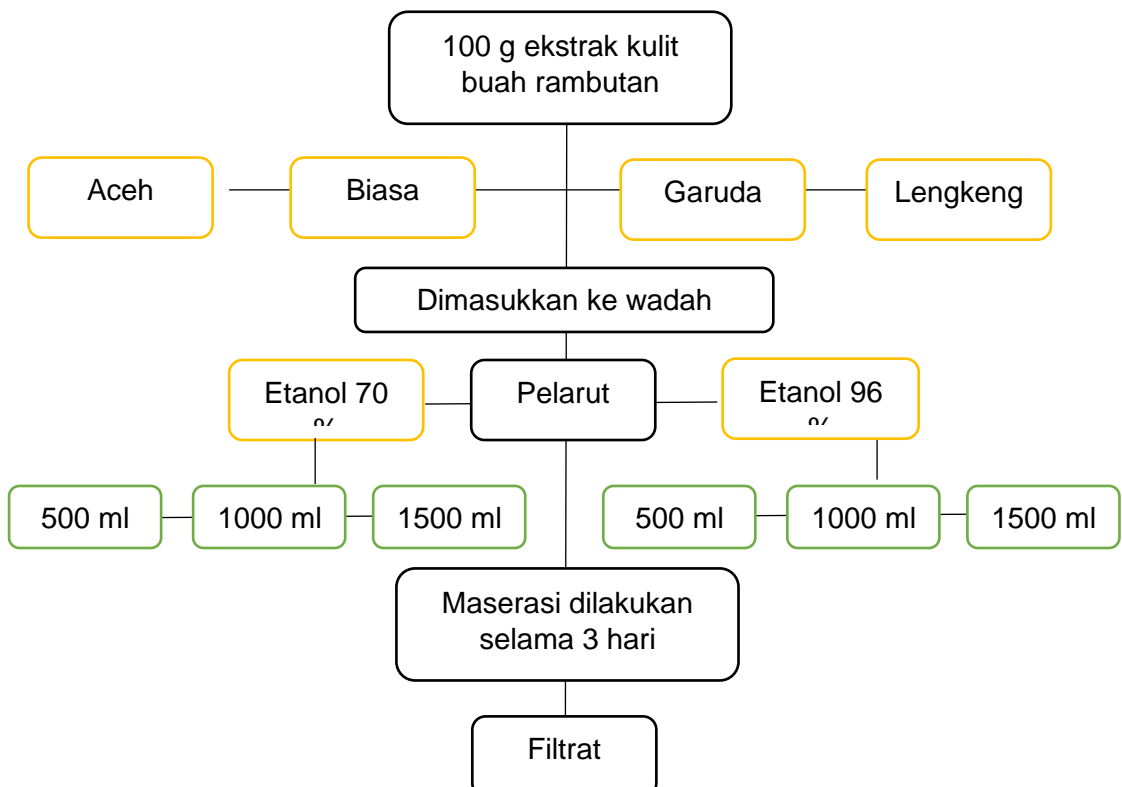 100 g ekstrak kulit
buah rambutan
Aceh
Biasa
Garuda
Lengkeng
Dimasukkan ke wadah
Etanol 70
%
Pelarut
Etanol 96
%
500 ml
1000 ml
1500 ml
500 ml
1000 ml
1500 ml
Maserasi dilakukan
selama 3 hari
Filtrat